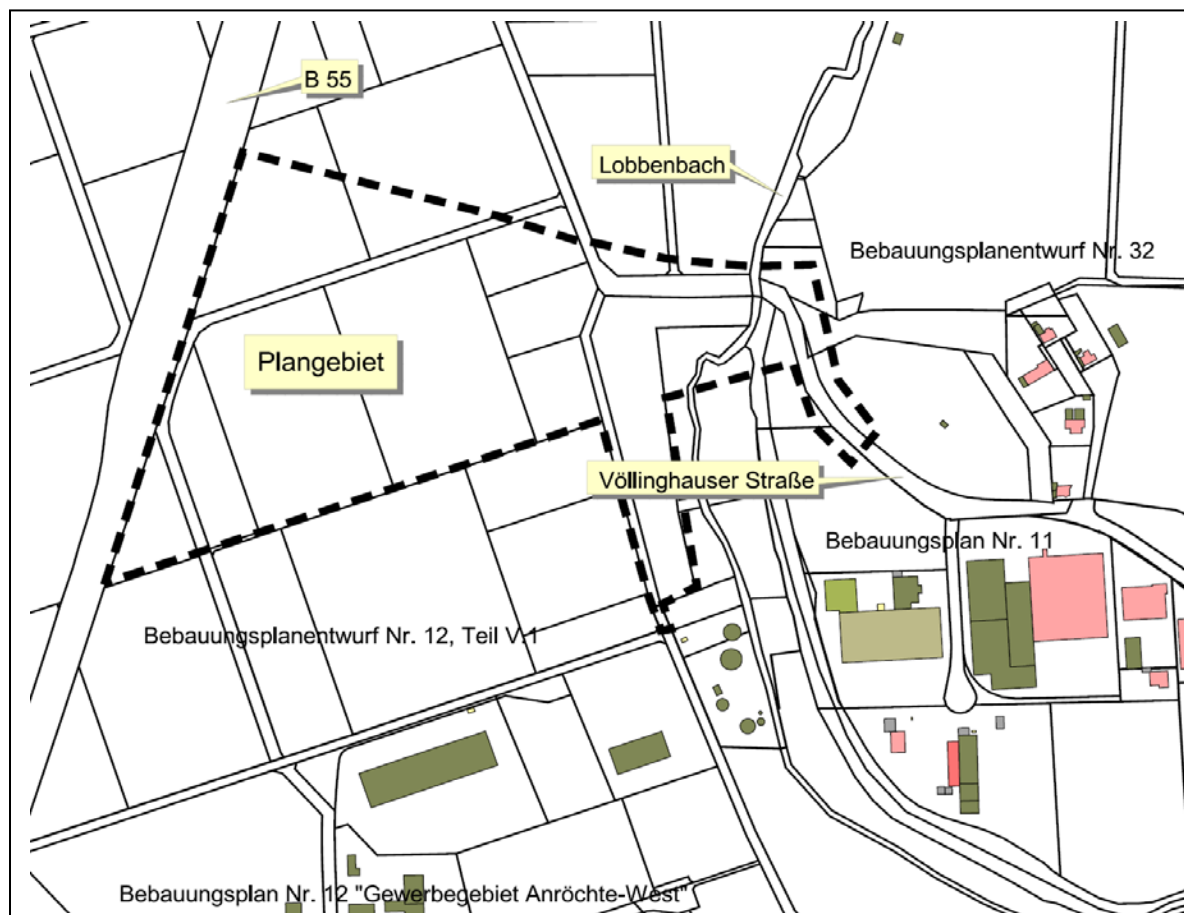 B 55
Lobbenbach
Bebauungsplanentwurf Nr. 32
Plangebiet
Völlinghauser Straße
Bebauungsplan Nr. 11
Bebauungsplanentwurf Nr. 12, Teil V.1
Bebauungsplan Nr. 12 "Gewerbegebiet Anröchte-West"